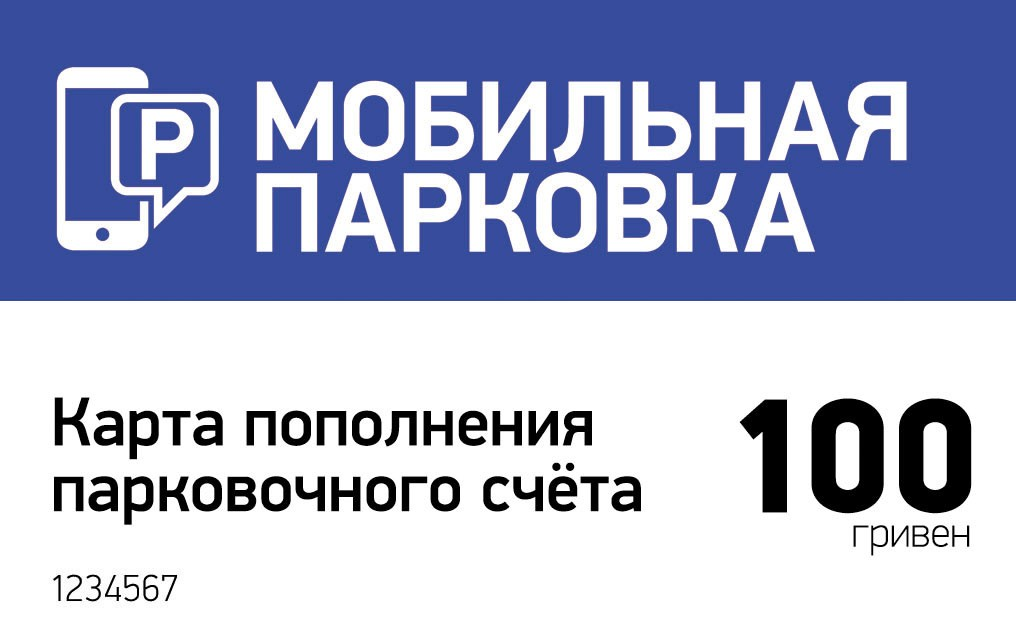 P
МОБИЛЬНАЯ
ПАРКОВКА
Карта пополнения
парковочного счёта
100
гривен
1234567